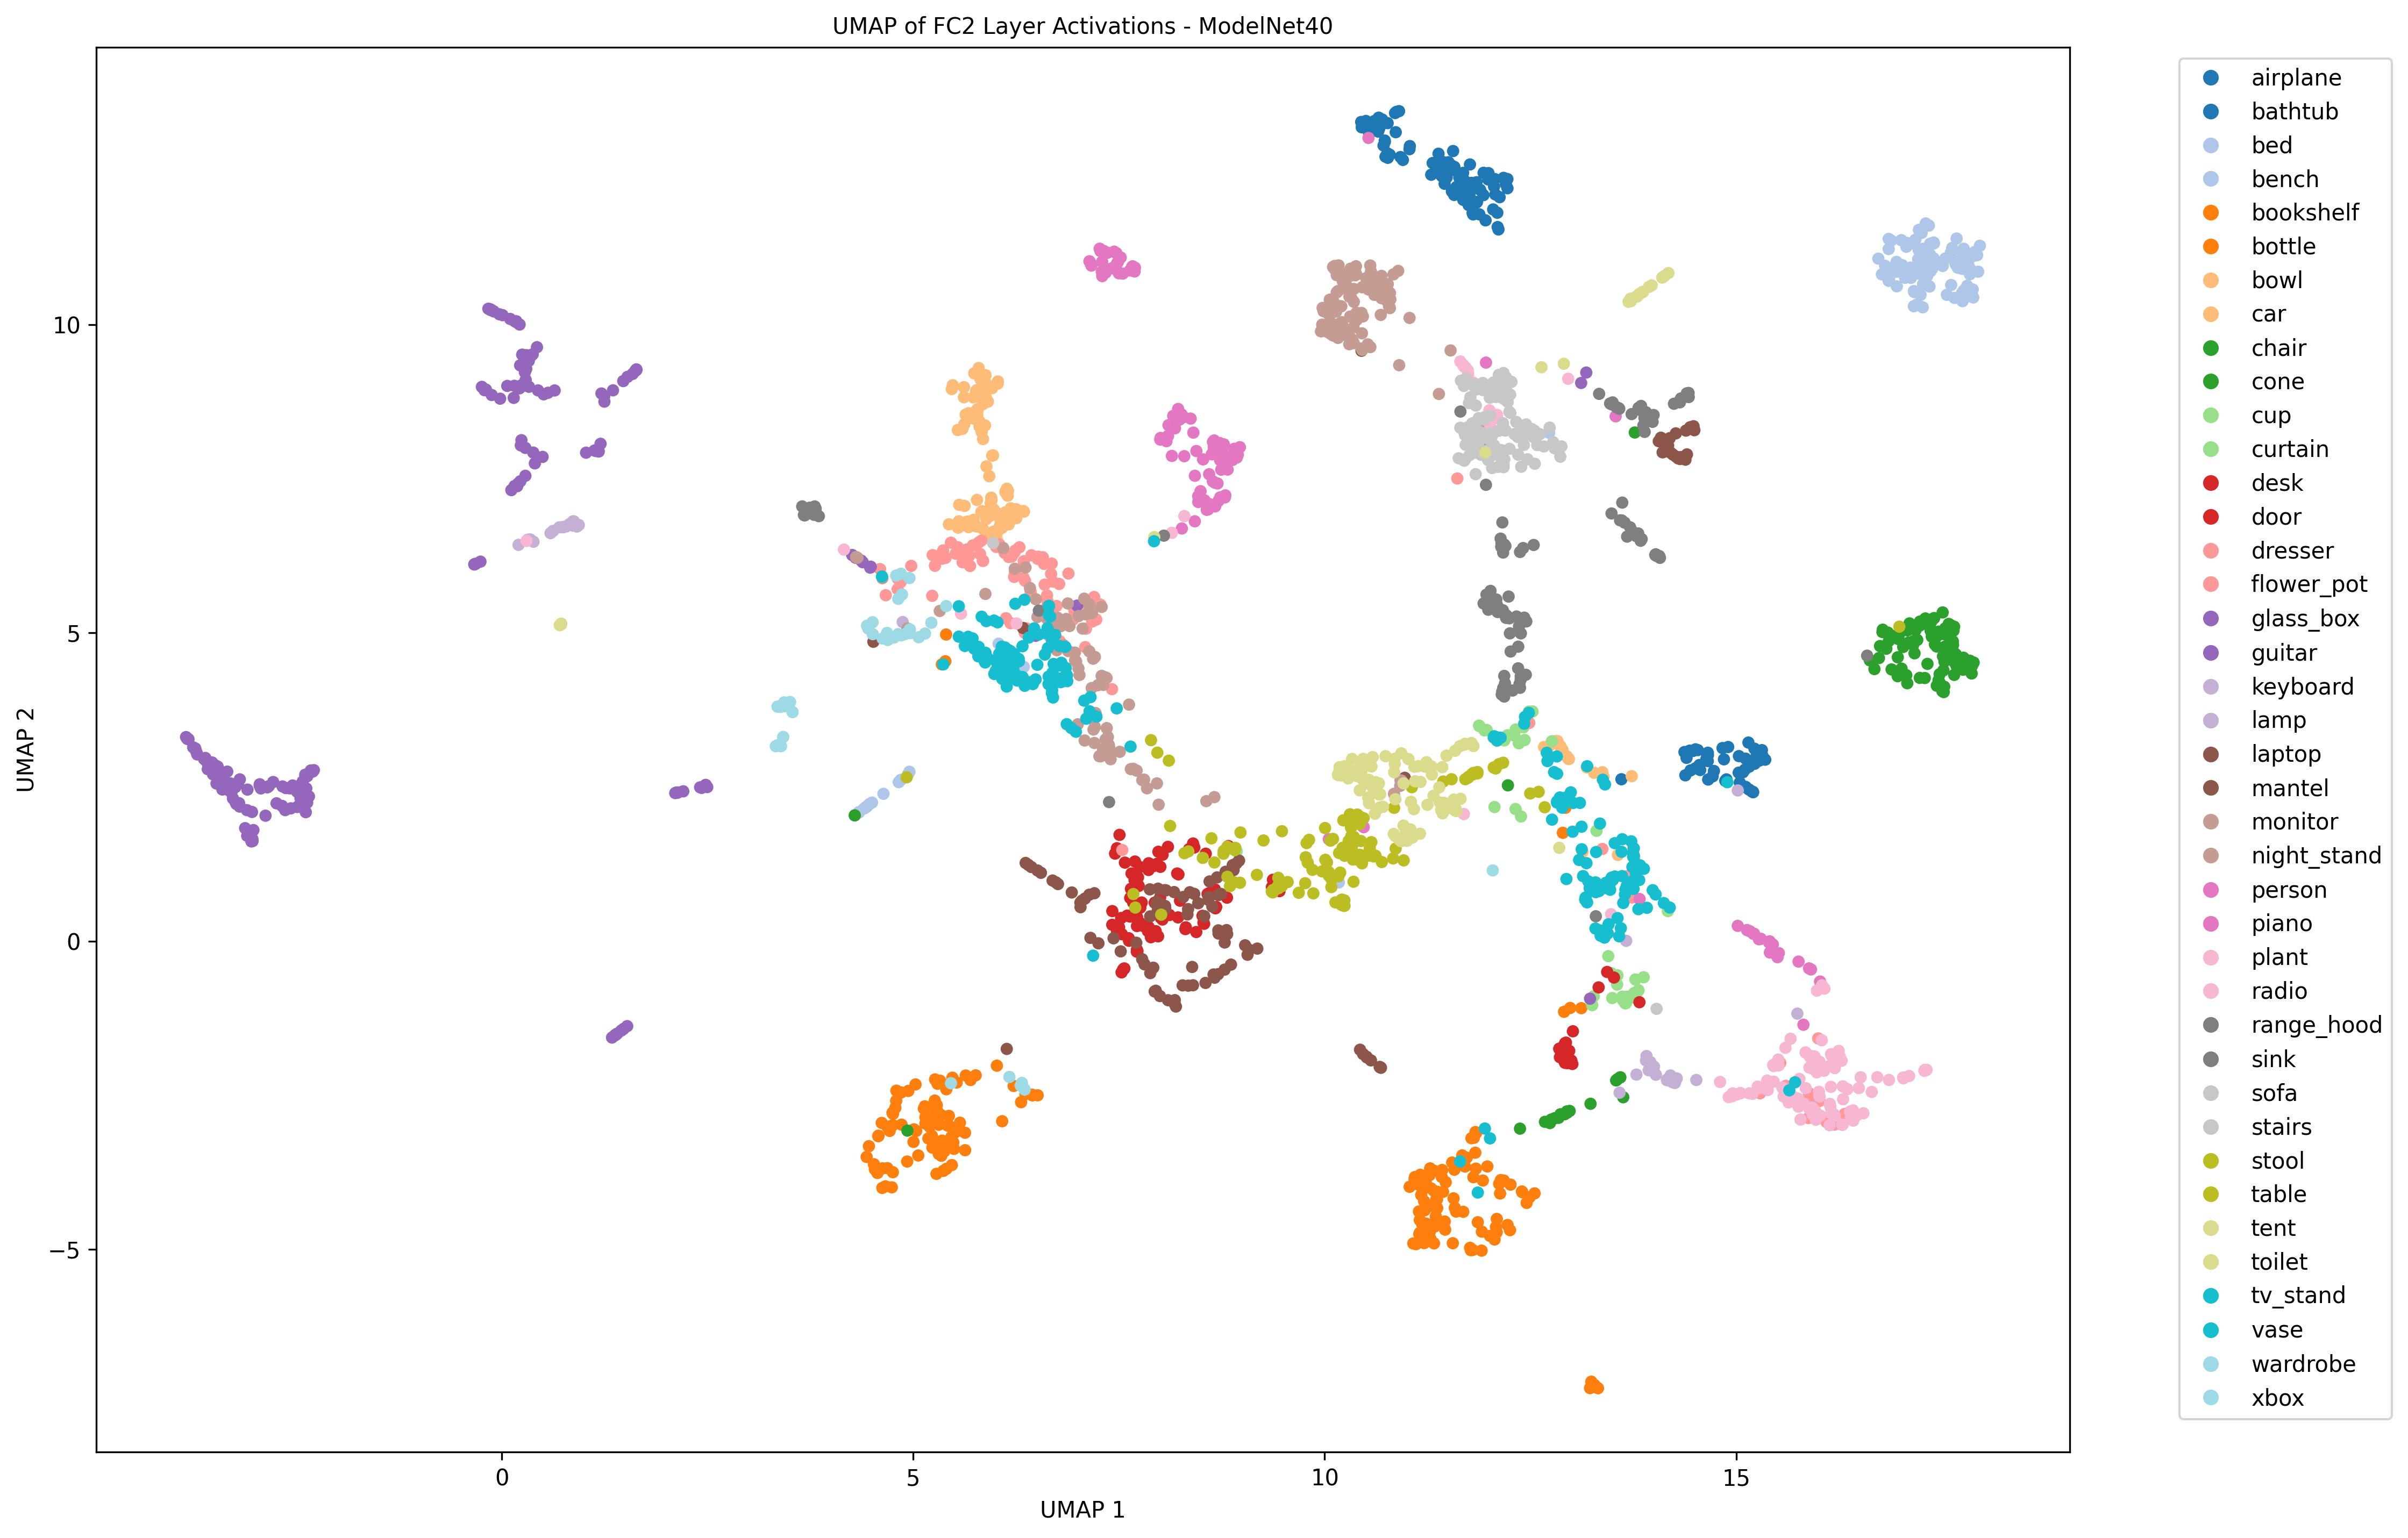 UMAP of FC2 Layer Activations - ModelNet40
10
5
0
−5
UMAP 2
0
5
10
15
UMAP 1
airplane
bathtub
bed
bench
bookshelf
bottle
bowl
car
chair
cone
cup
curtain
desk
door
dresser
flower_pot
glass_box
guitar
keyboard
lamp
laptop
mantel
monitor
night_stand
person
piano
plant
radio
range_hood
sink
sofa
stairs
stool
table
tent
toilet
tv_stand
vase
wardrobe
xbox